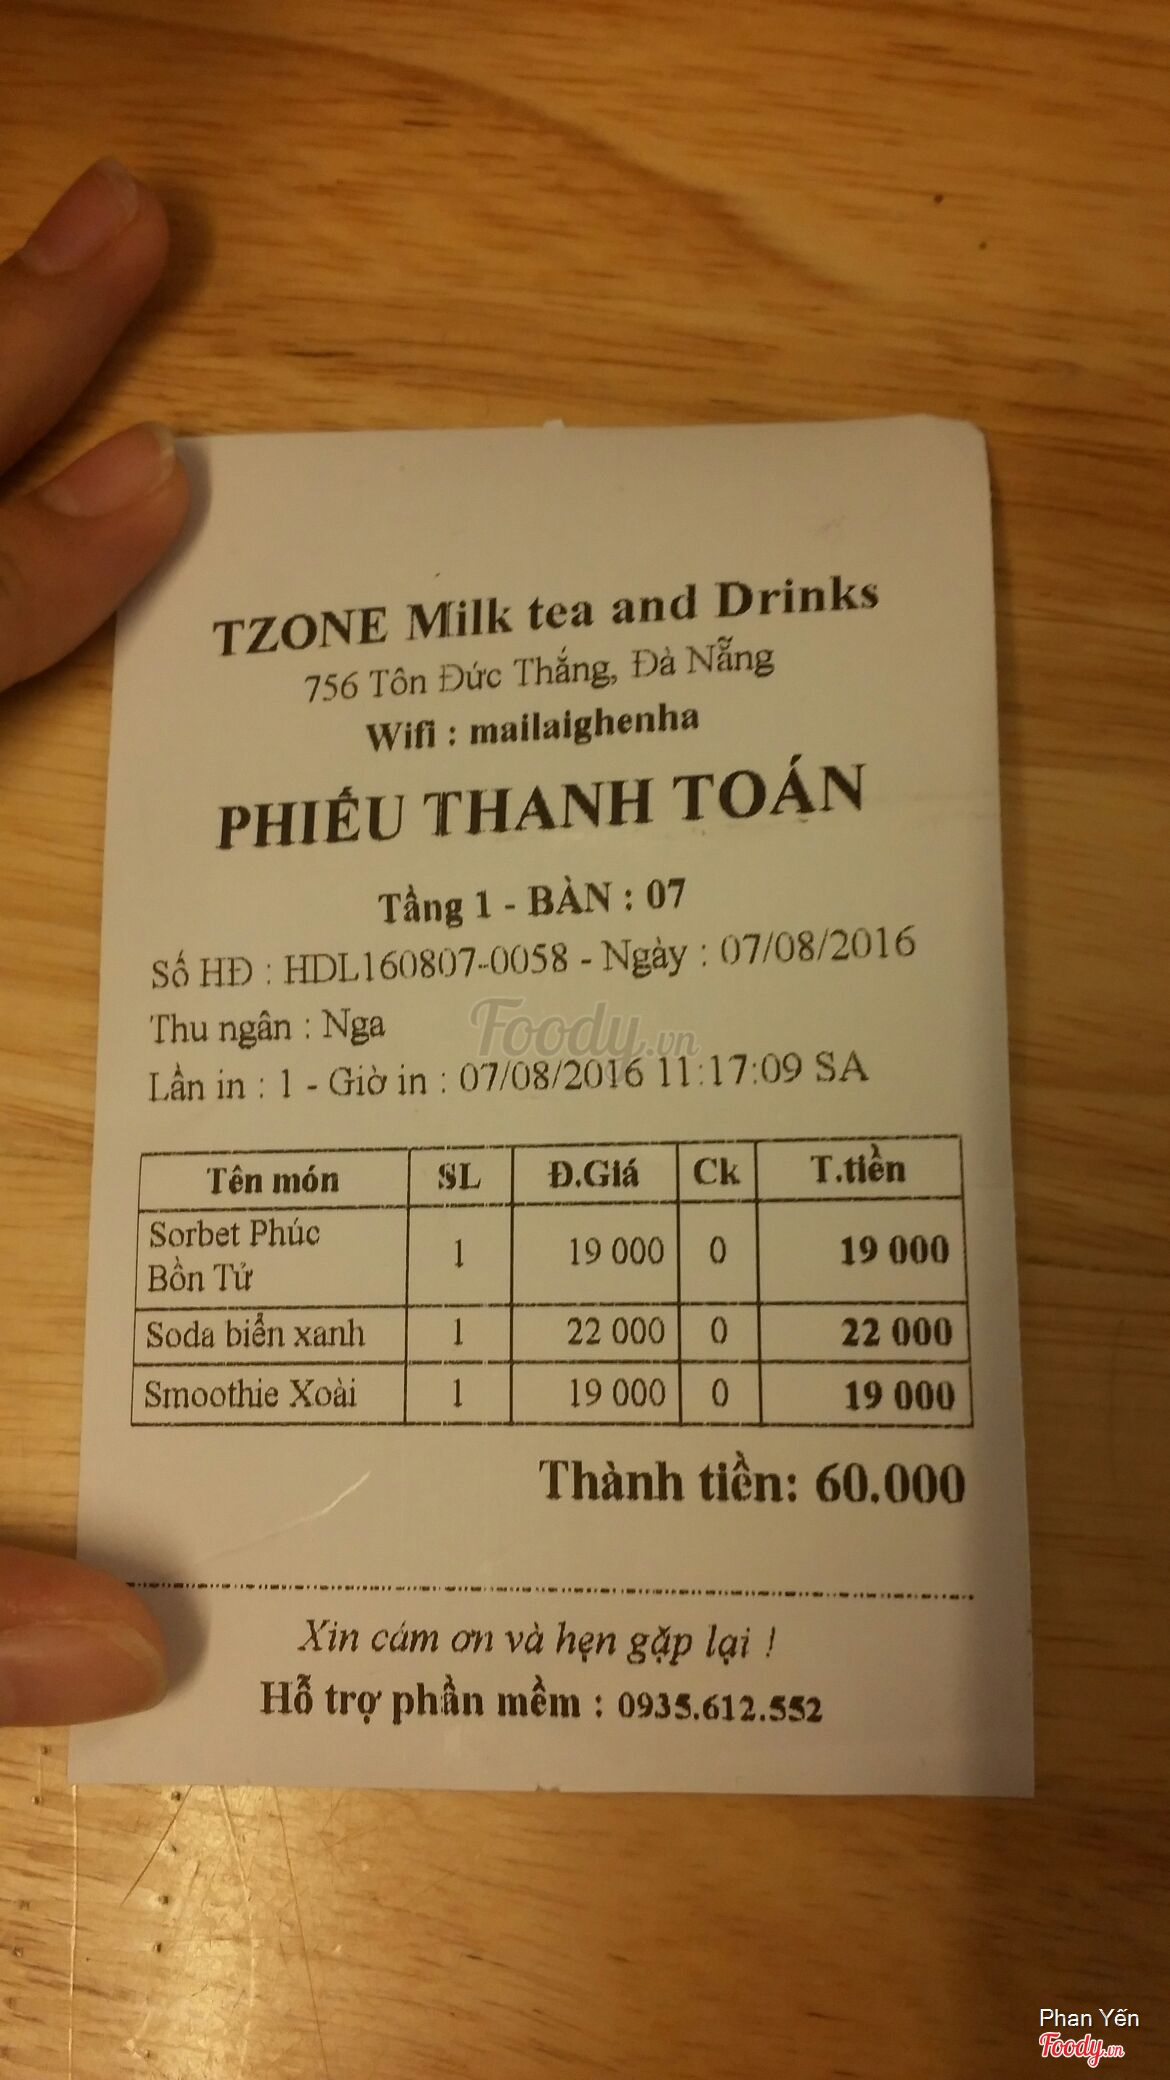 TZONE Milk tea and Drinks
756 Tôn Đức Thắng, Đà Nẵng
Wifi : mailaighenha
PHIẾU THANH TOÁN
Tầng 1 - BÀN : 07
Số HĐ : HDL160807-0058 - Ngày : 07/08/2016
Thu ngân : Nga
Foody.vn
Lần in : 1 - Giờ in : 07/08/2016 11:17:09 SA
Tên món SL Đ.Giá Ck T.tiền
Sorbet Phúc
Bồn Tử 1 19 000 0 19 000
Soda biển xanh 1 22 000 0 22 000
Smoothie Xoài 1 19 000 0 19 000
Thành tiền: 60.000
Xin cám ơn và hẹn gặp lại !
Hỗ trợ phần mềm : 0935.612.552
Phan Yến
Foody.vn